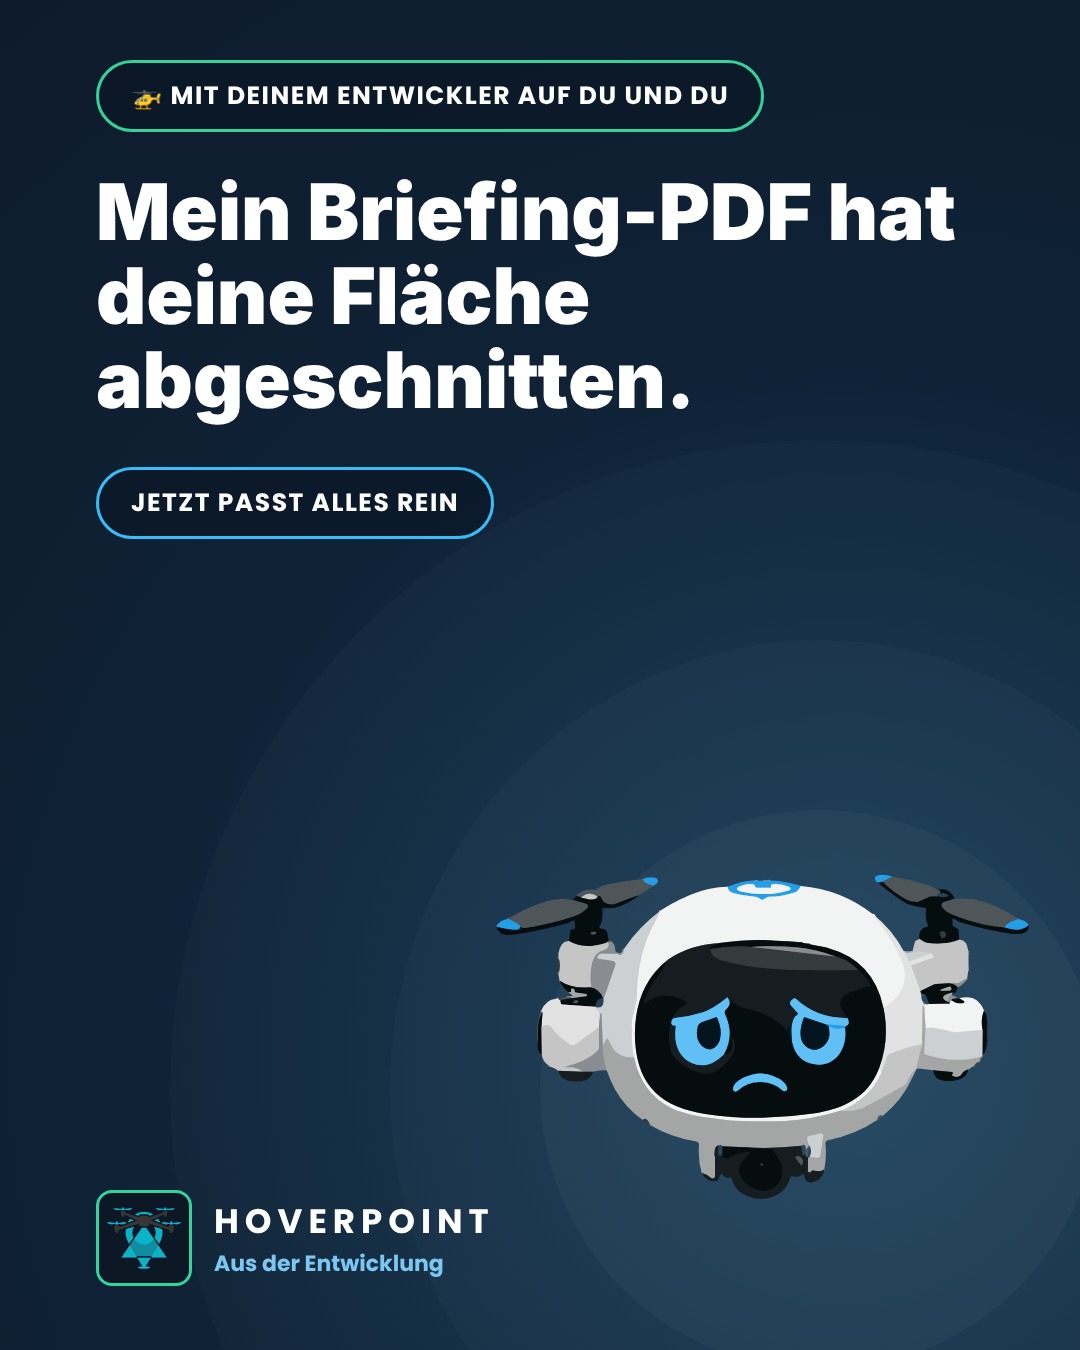 🚁 MIT DEINEM ENTWICKLER AUF DU UND DU
Mein Briefing-PDF hat
deine Fläche
abgeschnitten.
JETZT PASST ALLES REIN
HOVERPOINT
Aus der Entwicklung